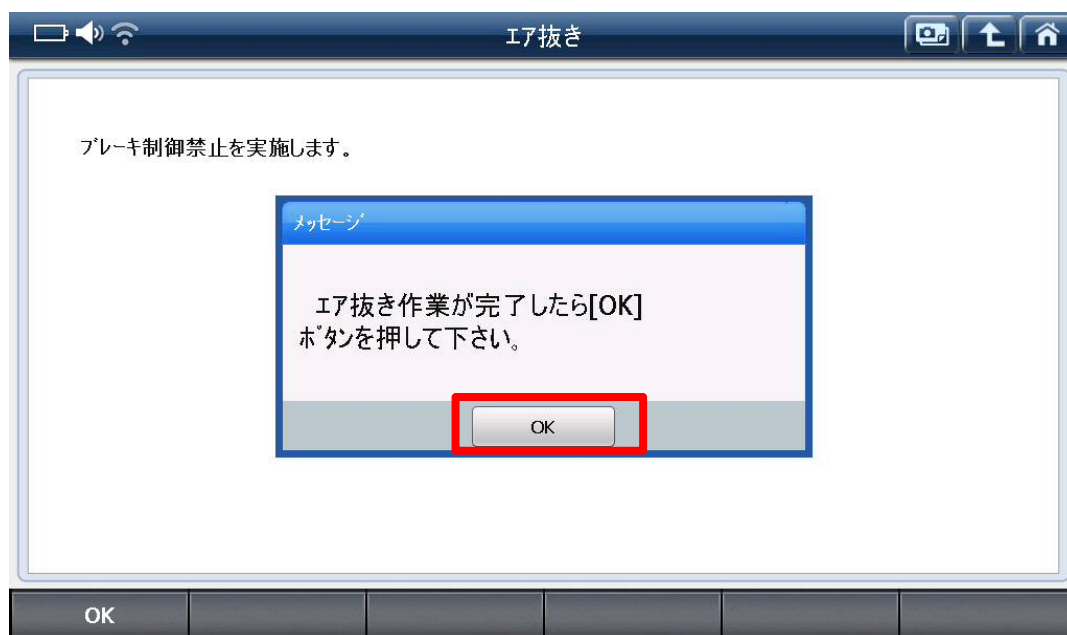 ｴｱ抜き
ﾌﾞﾚｰｷ制御禁止を実施します。
ﾒｯｾｰｼﾞ
ｴｱ抜き作業が完了したら[OK]
ﾎﾞﾀﾝを押して下さい。
OK
OK